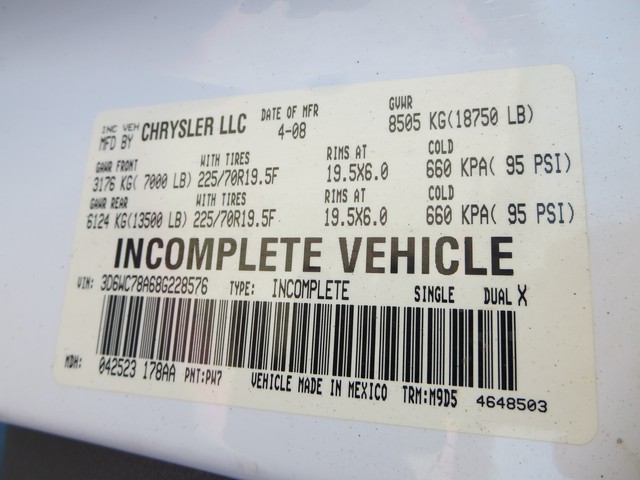 INC VEH MFD BY CHRYSLER LLC DATE OF MFR 4-08 GVWR 8505 KG(18750 LB)
GAWR FRONT WITH TIRES RIMS AT COLD
3176 KG( 7000 LB) 225/70R19.5F 19.5X6.0 660 KPA( 95 PSI)
GAWR REAR WITH TIRES RIMS AT COLD
6124 KG(13500 LB) 225/70R19.5F 19.5X6.0 660 KPA( 95 PSI)
INCOMPLETE VEHICLE
VIN: 3D6WC78A68G228576 TYPE: INCOMPLETE SINGLE DUAL X
MDH: 042523 178AA PNT:PW7 VEHICLE MADE IN MEXICO TRM:M9D5 4648503